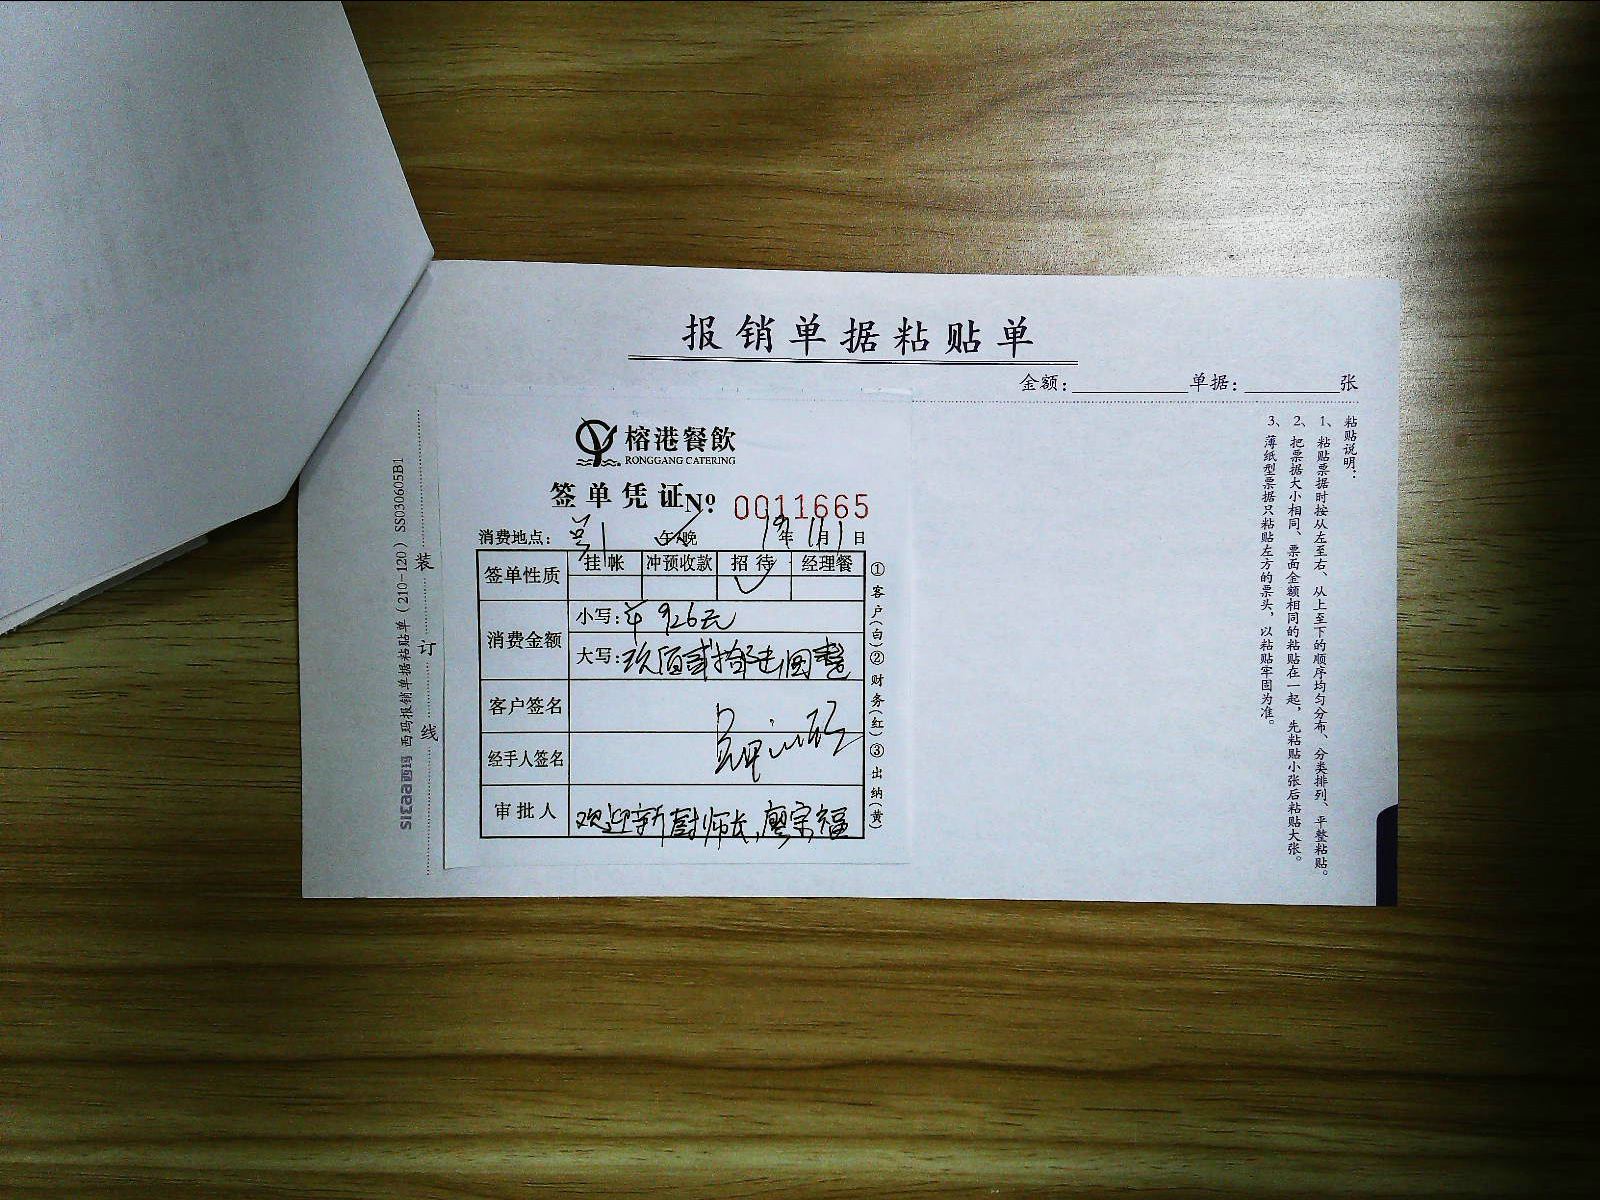 报销单据粘贴单
金额：
单据：
张
榕港餐飲
RONGGANG CATERING
签单凭证 № 0011665
消费地点： 午/晚 19年11月1日
签单性质 挂帐 冲预收款 招待 经理餐
消费金额
小写：￥926元
大写：玖佰贰拾陆圆整
客户签名
经手人签名
审批人 欢迎新厨师长，廖宗福
①客户(白)②财务(红)③出纳(黄)
粘贴说明：
1、粘贴票据时按从左至右、从上至下的顺序均匀分布、分类排列、平整粘贴。
2、把票据大小相同、票面金额相同的粘贴在一起，先粘贴小张后粘贴大张。
3、薄纸型票据只粘贴左方的票头，以粘贴牢固为准。
装订线
simaa西玛 西玛报销单据粘贴单（210-120）SS030605B1